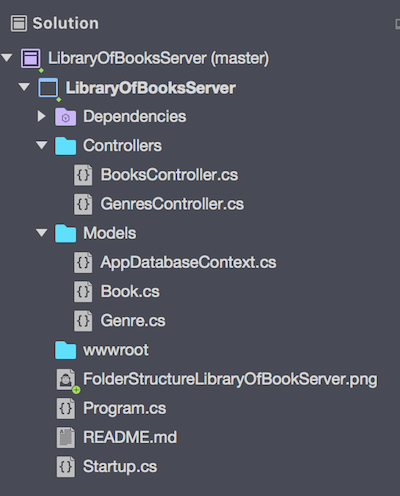 Solution
LibraryOfBooksServer (master)
LibraryOfBooksServer
Dependencies
Controllers
BooksController.cs
GenresController.cs
Models
AppDatabaseContext.cs
Book.cs
Genre.cs
wwwroot
FolderStructureLibraryOfBookServer.png
Program.cs
README.md
Startup.cs